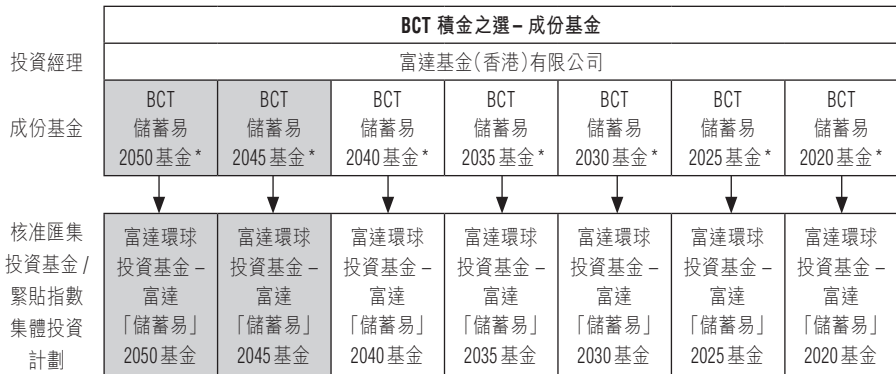 BCT 積金之選 – 成份基金
投資經理
富達基金(香港)有限公司
成份基金
BCT
儲蓄易
2050 基金 *
BCT
儲蓄易
2045 基金 *
BCT
儲蓄易
2040 基金 *
BCT
儲蓄易
2035 基金 *
BCT
儲蓄易
2030 基金 *
BCT
儲蓄易
2025 基金 *
BCT
儲蓄易
2020 基金 *
核准匯集
投資基金 /
緊貼指數
集體投資
計劃
富達環球
投資基金 –
富達
「儲蓄易」
2050 基金
富達環球
投資基金 –
富達
「儲蓄易」
2045 基金
富達環球
投資基金 –
富達
「儲蓄易」
2040 基金
富達環球
投資基金 –
富達
「儲蓄易」
2035 基金
富達環球
投資基金 –
富達
「儲蓄易」
2030 基金
富達環球
投資基金 –
富達
「儲蓄易」
2025 基金
富達環球
投資基金 –
富達
「儲蓄易」
2020 基金